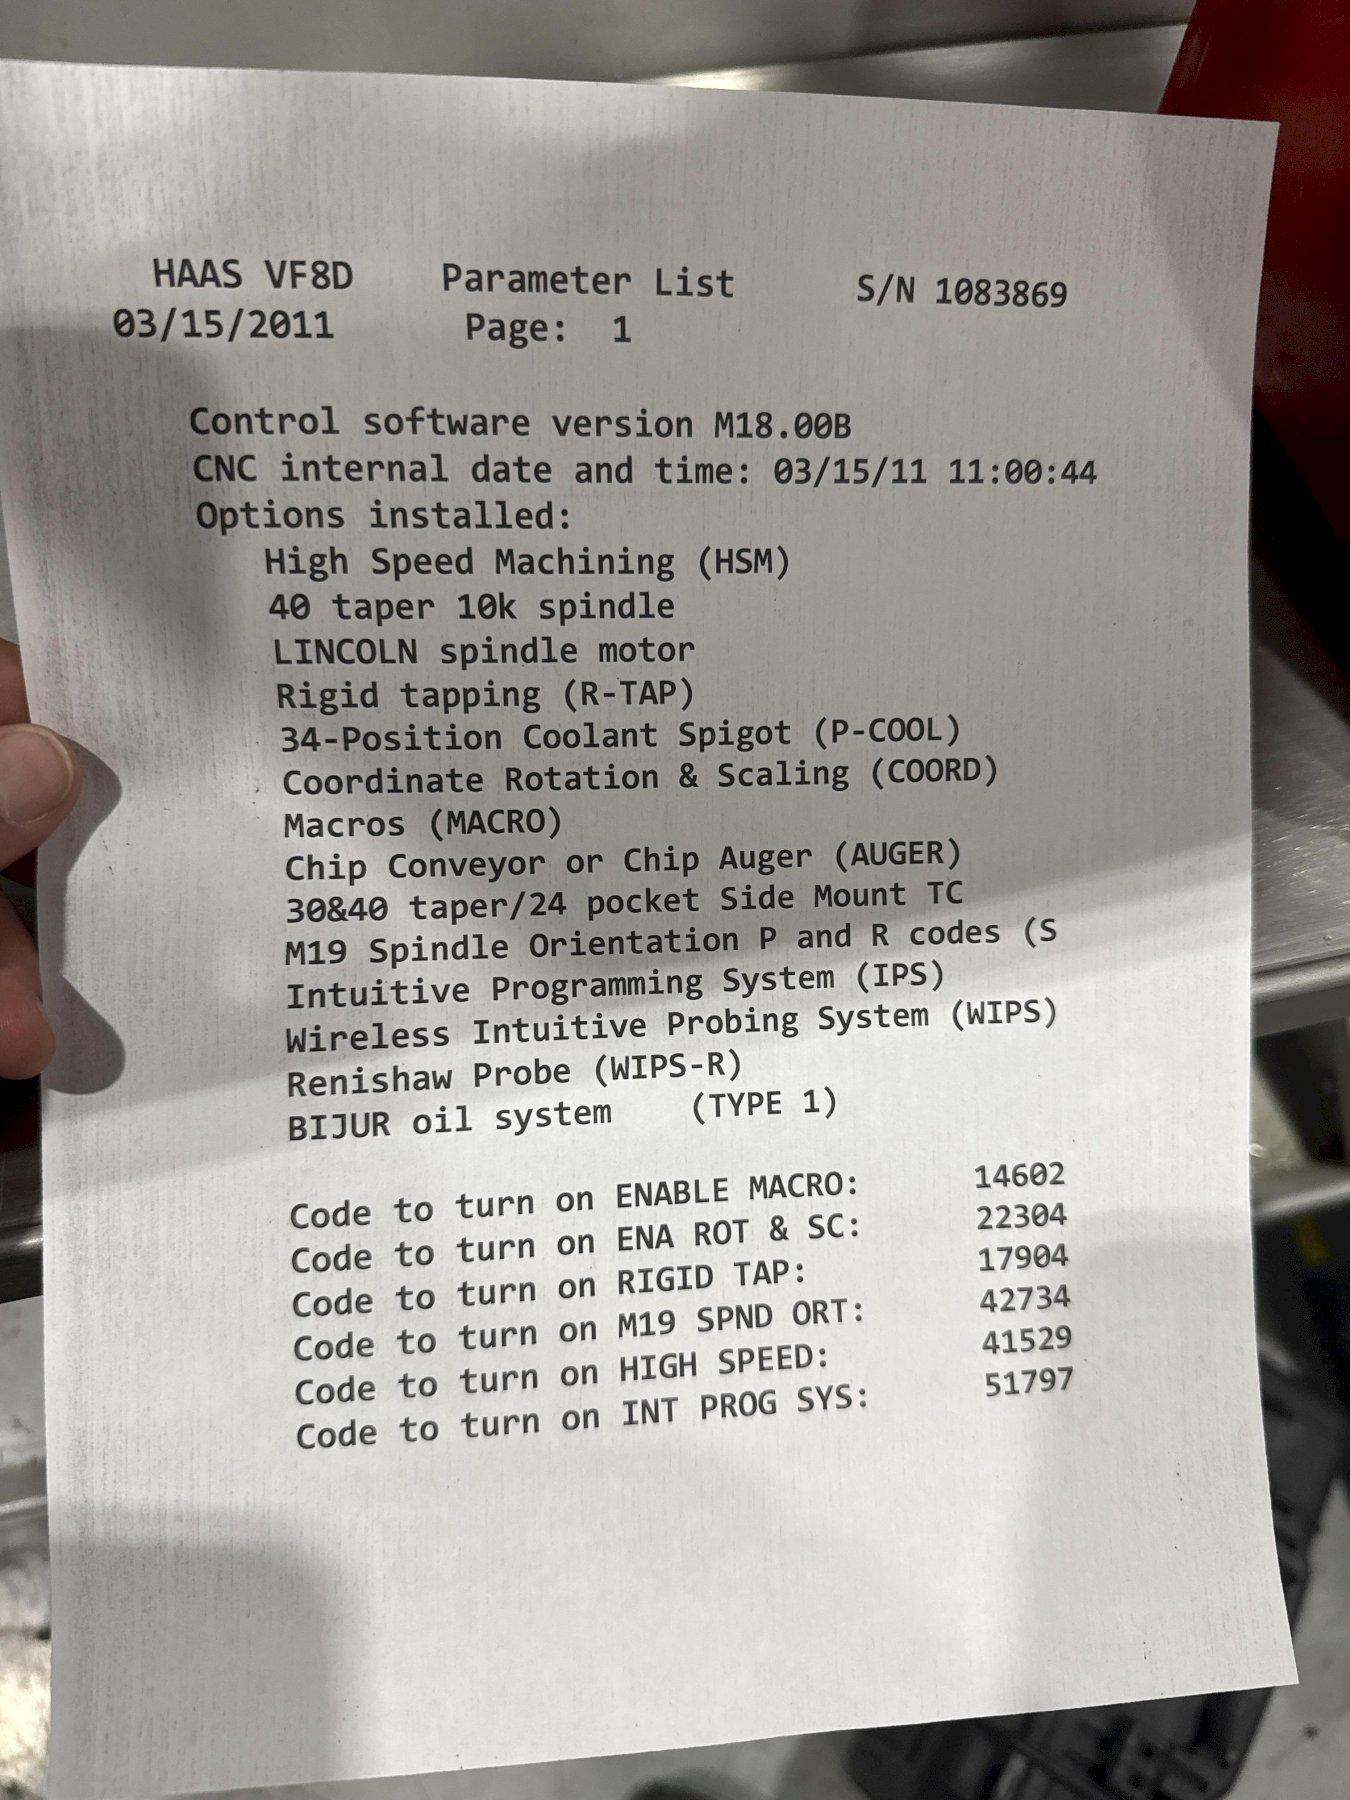 HAAS VF8D Parameter List S/N 1083869
03/15/2011 Page: 1
Control software version M18.00B
CNC internal date and time: 03/15/11 11:00:44
Options installed:
High Speed Machining (HSM)
40 taper 10k spindle
LINCOLN spindle motor
Rigid tapping (R-TAP)
34-Position Coolant Spigot (P-COOL)
Coordinate Rotation & Scaling (COORD)
Macros (MACRO)
Chip Conveyor or Chip Auger (AUGER)
30&40 taper/24 pocket Side Mount TC
M19 Spindle Orientation P and R codes (S
Intuitive Programming System (IPS)
Wireless Intuitive Probing System (WIPS)
Renishaw Probe (WIPS-R)
BIJUR oil system (TYPE 1)
Code to turn on ENABLE MACRO: 14602
Code to turn on ENA ROT & SC: 22304
Code to turn on RIGID TAP: 17904
Code to turn on M19 SPND ORT: 42734
Code to turn on HIGH SPEED: 41529
Code to turn on INT PROG SYS: 51797